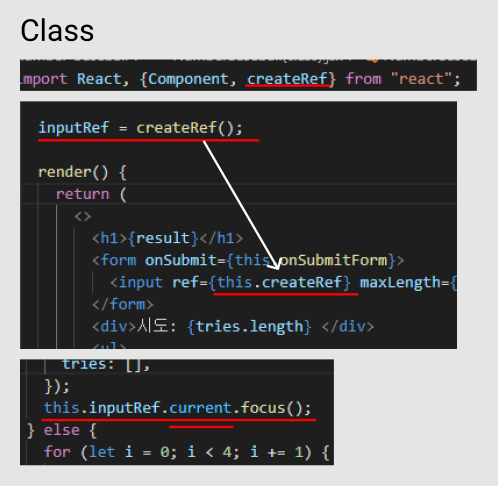 Class
import React, {Component, createRef} from "react";
inputRef = createRef();
render() {
return (
<>
<h1>{result}</h1>
<form onSubmit={this.onSubmitForm}>
<input ref={this.createRef} maxLength={
</form>
<div>시도: {tries.length} </div>
<ul>
tries: [],
});
this.inputRef.current.focus();
} else {
for (let i = 0; i < 4; i += 1) {